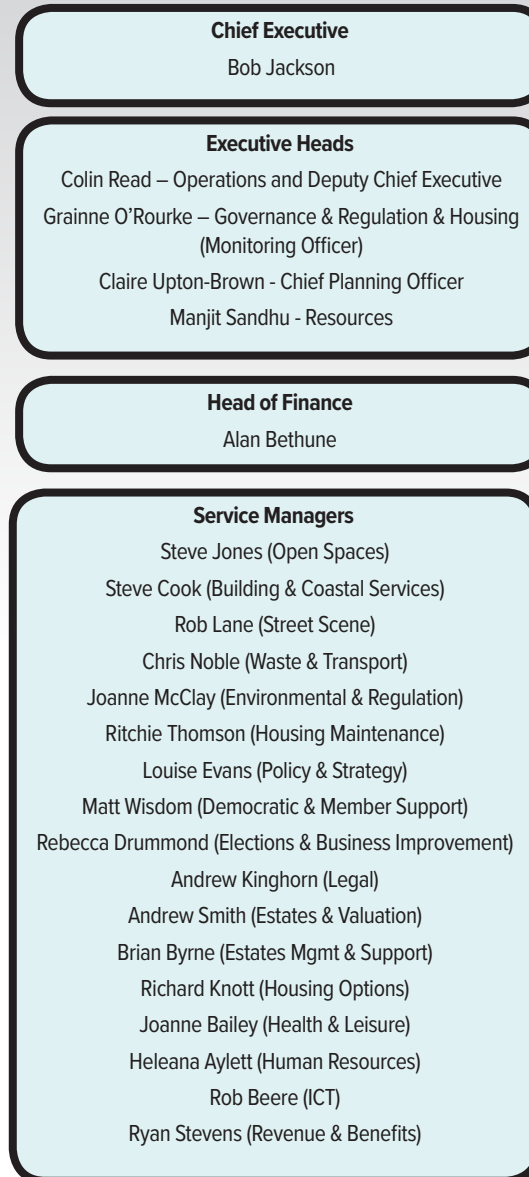 Chief Executive
Bob Jackson
Executive Heads
Colin Read – Operations and Deputy Chief Executive
Grainne O’Rourke – Governance & Regulation & Housing
(Monitoring Officer)
Claire Upton-Brown - Chief Planning Officer
Manjit Sandhu - Resources
Head of Finance
Alan Bethune
Service Managers
Steve Jones (Open Spaces)
Steve Cook (Building & Coastal Services)
Rob Lane (Street Scene)
Chris Noble (Waste & Transport)
Joanne McClay (Environmental & Regulation)
Ritchie Thomson (Housing Maintenance)
Louise Evans (Policy & Strategy)
Matt Wisdom (Democratic & Member Support)
Rebecca Drummond (Elections & Business Improvement)
Andrew Kinghorn (Legal)
Andrew Smith (Estates & Valuation)
Brian Byrne (Estates Mgmt & Support)
Richard Knott (Housing Options)
Joanne Bailey (Health & Leisure)
Heleana Aylett (Human Resources)
Rob Beere (ICT)
Ryan Stevens (Revenue & Benefits)